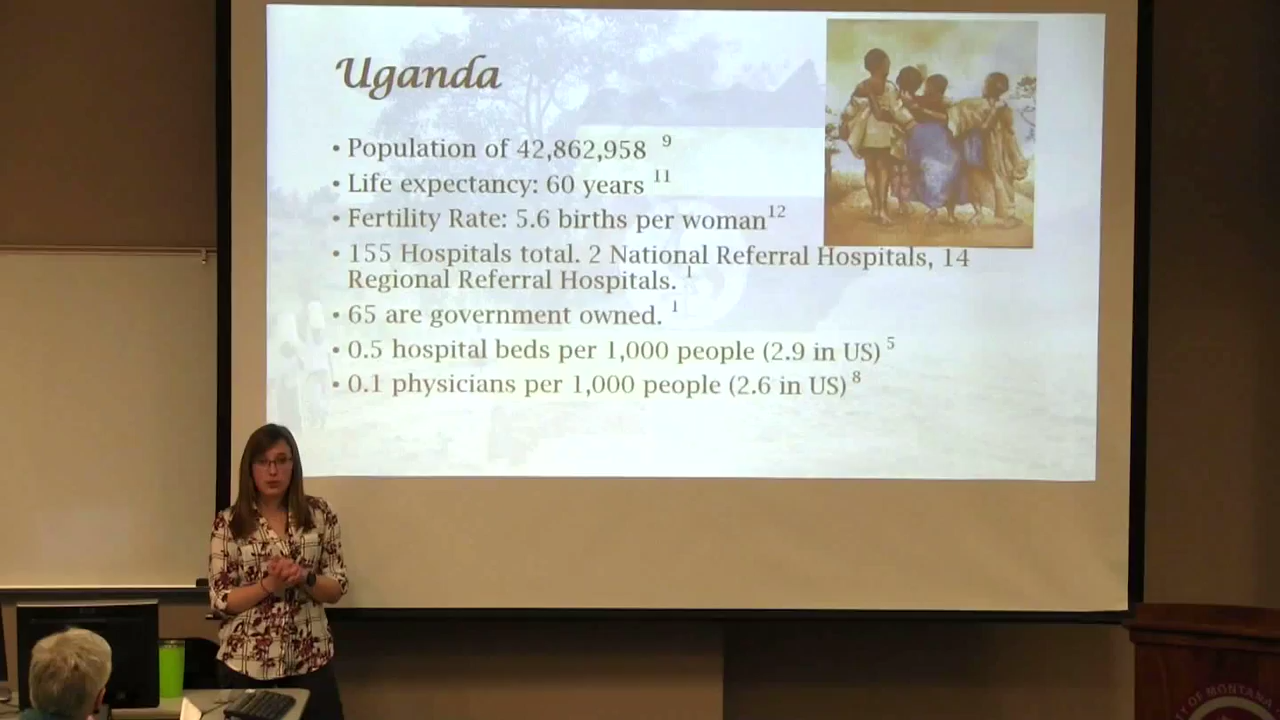 Uganda
• Population of 42,862,958 9
• Life expectancy: 60 years 11
• Fertility Rate: 5.6 births per woman12
• 155 Hospitals total. 2 National Referral Hospitals, 14
Regional Referral Hospitals. 1
• 65 are government owned. 1
• 0.5 hospital beds per 1,000 people (2.9 in US) 5
• 0.1 physicians per 1,000 people (2.6 in US) 8
OF MONTANA